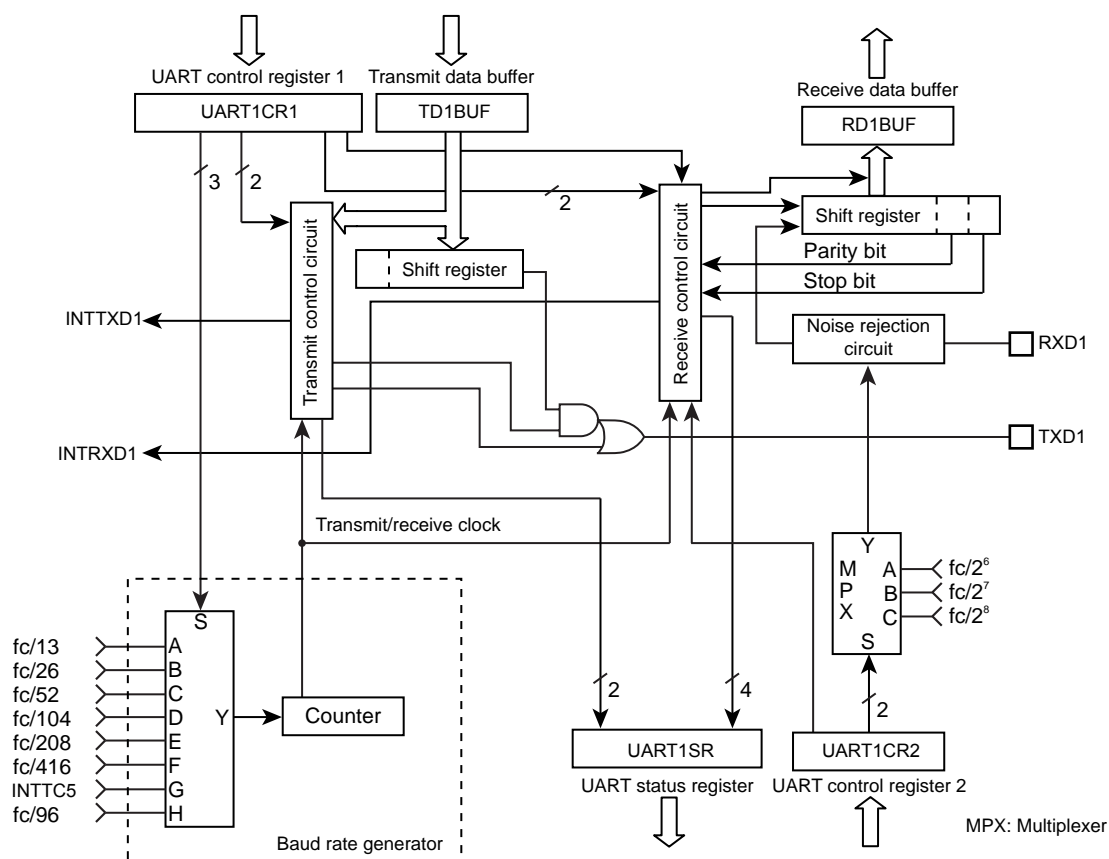 UART control register 1
Transmit data buffer
Receive data buffer
UART1CR1
TD1BUF
RD1BUF
3
2
2
Transmit control circuit
Receive control circuit
Shift register
Shift register
Parity bit
Stop bit
INTTXD1
Noise rejection
circuit
RXD1
INTRXD1
TXD1
Transmit/receive clock
Y
M
P
X
A
B
C
S
fc/2⁶
fc/2⁷
fc/2⁸
S
fc/13
A
fc/26
B
fc/52
C
fc/104
D
fc/208
E
fc/416
F
INTTC5
G
fc/96
H
Y
Counter
2
4
2
UART1SR
UART1CR2
UART status register
UART control register 2
Baud rate generator
MPX: Multiplexer